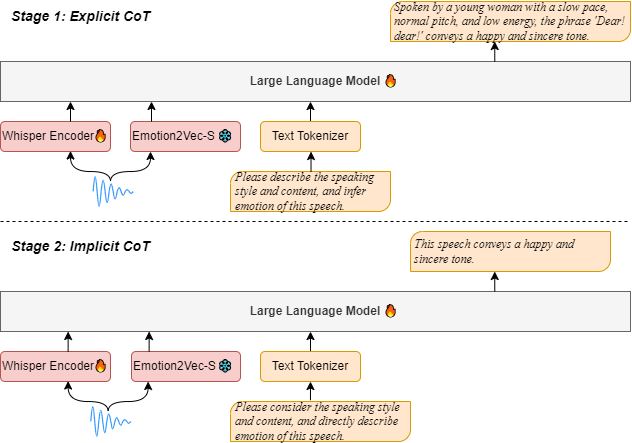 Stage 1: Explicit CoT
Spoken by a young woman with a slow pace,
normal pitch, and low energy, the phrase 'Dear!
dear!' conveys a happy and sincere tone.
Large Language Model
Whisper Encoder
Emotion2Vec-S
Text Tokenizer
Please describe the speaking
style and content, and infer
emotion of this speech.
Stage 2: Implicit CoT
This speech conveys a happy and
sincere tone.
Large Language Model
Whisper Encoder
Emotion2Vec-S
Text Tokenizer
Please consider the speaking style
and content, and directly describe
emotion of this speech.